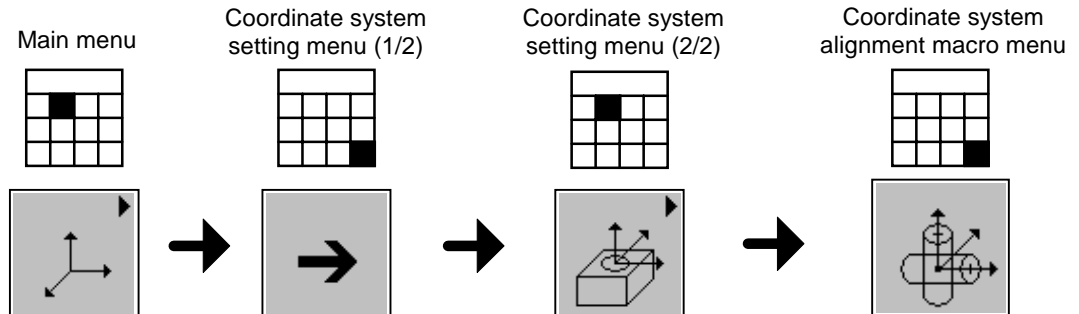 Main menu
Coordinate system
setting menu (1/2)
Coordinate system
setting menu (2/2)
Coordinate system
alignment macro menu